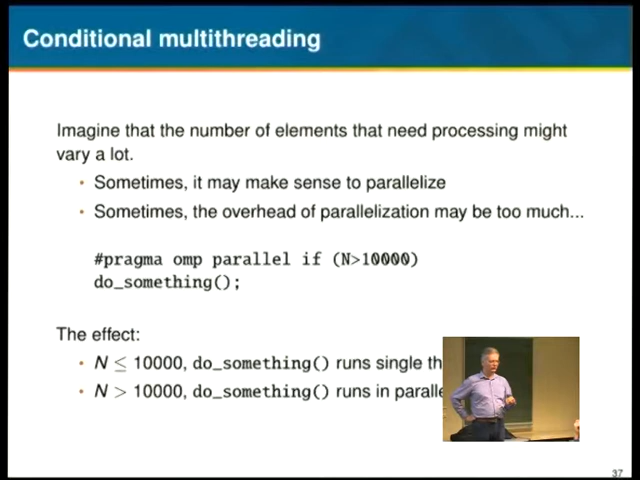 Conditional multithreading
Imagine that the number of elements that need processing might
vary a lot.
• Sometimes, it may make sense to parallelize
• Sometimes, the overhead of parallelization may be too much...
#pragma omp parallel if (N>10000)
do_something();
The effect:
• N ≤ 10000, do_something() runs single th
• N > 10000, do_something() runs in paralle
37